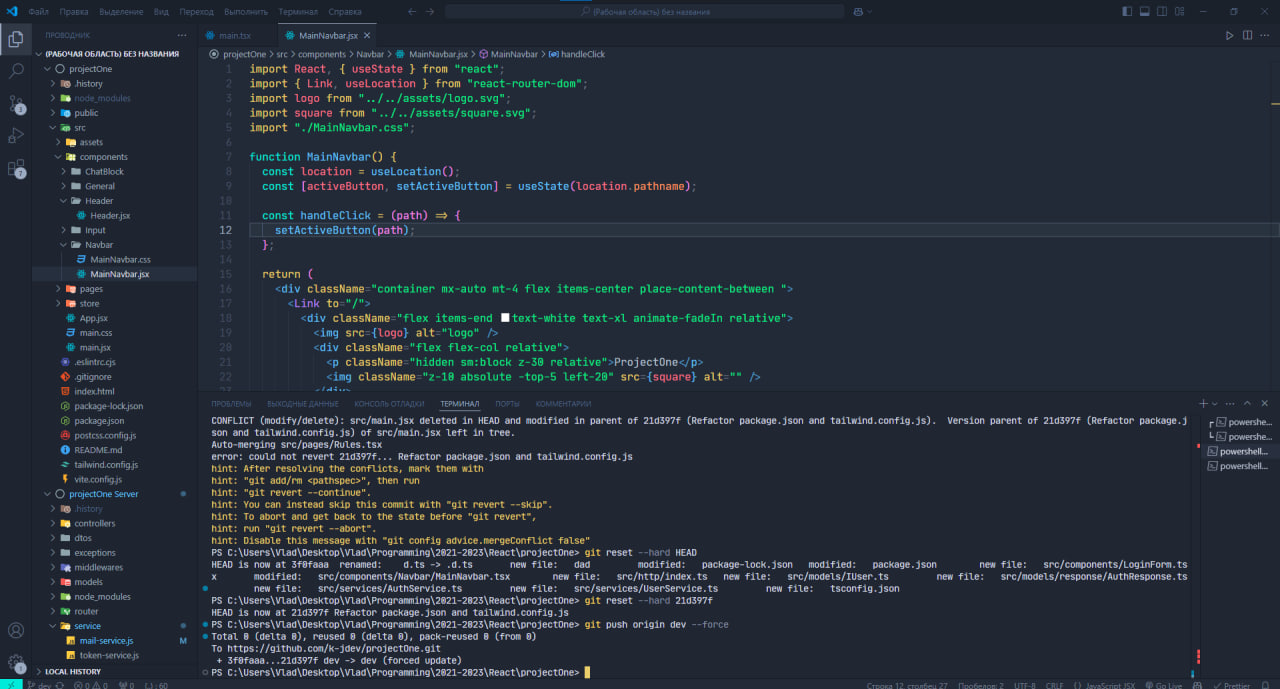 Файл Правка Выделение Вид Переход Выполнить Терминал Справка
(Рабочая область) без названия
ПРОВОДНИК
main.tsx
MainNavbar.jsx
(РАБОЧАЯ ОБЛАСТЬ) БЕЗ НАЗВАНИЯ
projectOne
.history
node_modules
public
src
assets
components
ChatBlock
General
Header
Header.jsx
Input
Navbar
MainNavbar.css
MainNavbar.jsx
pages
store
App.jsx
main.css
main.jsx
.eslintrc.cjs
.gitignore
index.html
package-lock.json
package.json
postcss.config.js
README.md
tailwind.config.js
vite.config.js
projectOne Server
.history
controllers
dtos
exceptions
middlewares
models
node_modules
router
service
mail-service.js M
token-service.js
LOCAL HISTORY
3
7
1
projectOne > src > components > Navbar > MainNavbar.jsx > MainNavbar > handleClick
1 import React, { useState } from "react";
2 import { Link, useLocation } from "react-router-dom";
3 import logo from "../../assets/logo.svg";
4 import square from "../../assets/square.svg";
5 import "./MainNavbar.css";
6
7 function MainNavbar() {
8 const location = useLocation();
9 const [activeButton, setActiveButton] = useState(location.pathname);
10
11 const handleClick = (path) => {
12 setActiveButton(path);
13 };
14
15 return (
16 <div className="container mx-auto mt-4 flex items-center place-content-between ">
17 <Link to="/">
18 <div className="flex items-end text-white text-xl animate-fadeIn relative">
19 <img src={logo} alt="logo" />
20 <div className="flex flex-col relative">
21 <p className="hidden sm:block z-30 relative">ProjectOne</p>
22 <img className="z-10 absolute -top-5 left-20" src={square} alt="" />
</div>
ПРОБЛЕМЫ ВЫХОДНЫЕ ДАННЫЕ КОНСОЛЬ ОТЛАДКИ ТЕРМИНАЛ ПОРТЫ КОММЕНТАРИИ
CONFLICT (modify/delete): src/main.jsx deleted in HEAD and modified in parent of 21d397f (Refactor package.json and tailwind.config.js). Version parent of 21d397f (Refactor package.j
son and tailwind.config.js) of src/main.jsx left in tree.
Auto-merging src/pages/Rules.tsx
error: could not revert 21d397f... Refactor package.json and tailwind.config.js
hint: After resolving the conflicts, mark them with
hint: "git add/rm <pathspec>", then run
hint: "git revert --continue".
hint: You can instead skip this commit with "git revert --skip".
hint: To abort and get back to the state before "git revert",
hint: run "git revert --abort".
hint: Disable this message with "git config advice.mergeConflict false"
PS C:\Users\Vlad\Desktop\Vlad\Programming\2021-2023\React\projectOne> git reset --hard HEAD
HEAD is now at 3f0faaa renamed: d.ts -> .d.ts new file: dad modified: package-lock.json modified: package.json new file: src/components/LoginForm.ts
x modified: src/components/Navbar/MainNavbar.tsx new file: src/http/index.ts new file: src/models/IUser.ts new file: src/models/response/AuthResponse.ts
new file: src/services/AuthService.ts new file: src/services/UserService.ts new file: tsconfig.json
PS C:\Users\Vlad\Desktop\Vlad\Programming\2021-2023\React\projectOne> git reset --hard 21d397f
HEAD is now at 21d397f Refactor package.json and tailwind.config.js
PS C:\Users\Vlad\Desktop\Vlad\Programming\2021-2023\React\projectOne> git push origin dev --force
Total 0 (delta 0), reused 0 (delta 0), pack-reused 0 (from 0)
To https://github.com/k-jdev/projectOne.git
+ 3f0faaa...21d397f dev -> dev (forced update)
PS C:\Users\Vlad\Desktop\Vlad\Programming\2021-2023\React\projectOne>
powershe...
powershe...
powershell...
powershell...
dev 0 0 0 : 60
Строка 12, столбец 27 Пробелов: 2 UTF-8 CRLF JavaScript JSX Go Live Prettier